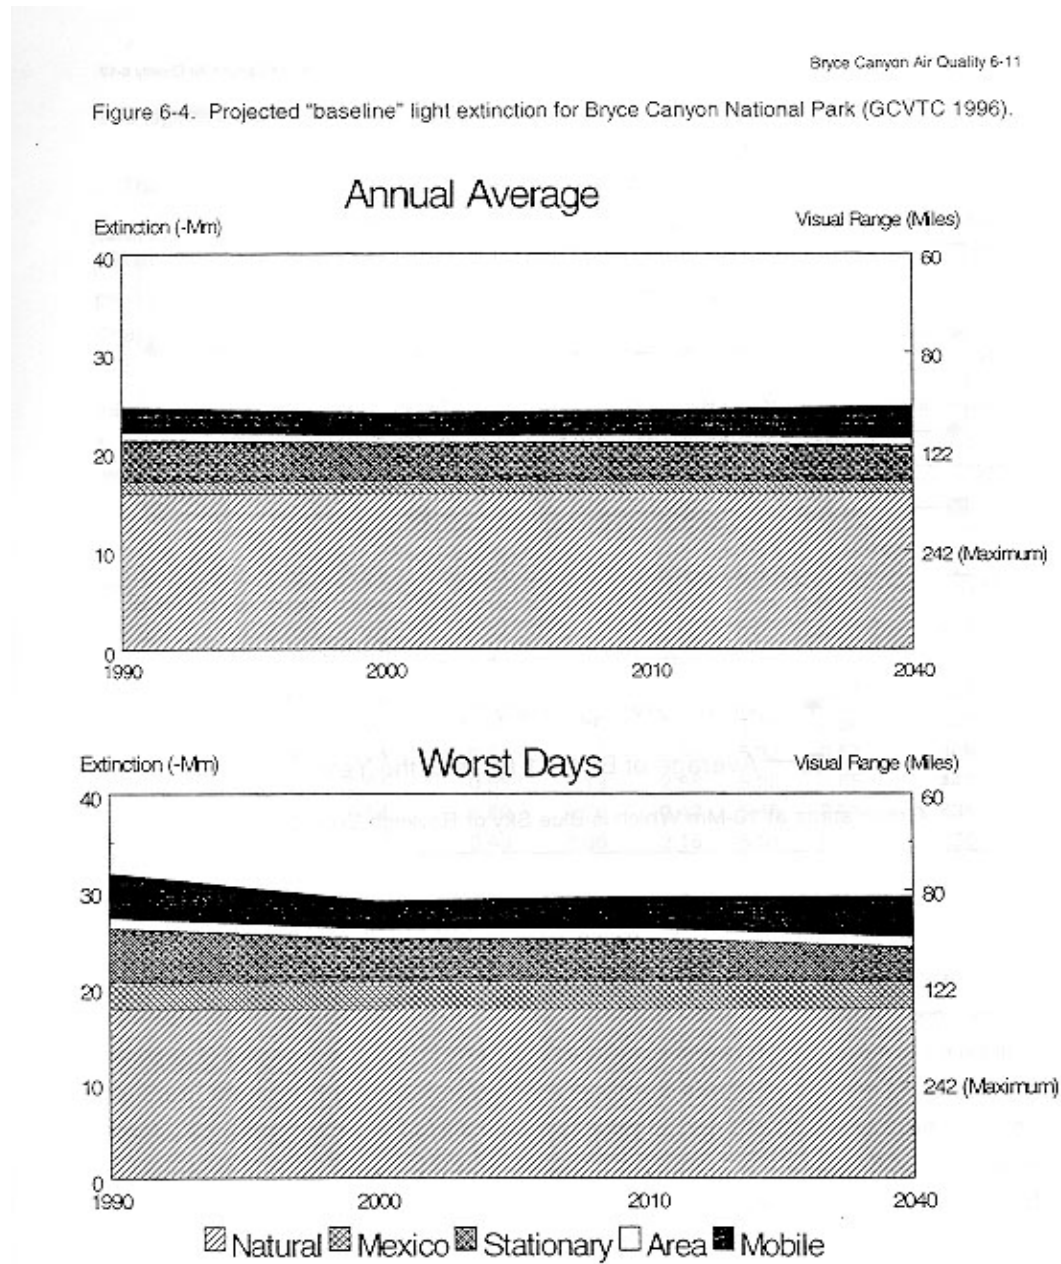 Bryce Canyon Air Quality 6-11
Figure 6-4. Projected "baseline" light extinction for Bryce Canyon National Park (GCVTC 1996).
Annual Average
Extinction (-Mm)
Visual Range (Miles)
40
60
30
80
20
122
10
242 (Maximum)
0
1990
2000
2010
2040
Worst Days
Extinction (-Mm)
Visual Range (Miles)
40
60
30
80
20
122
10
242 (Maximum)
0
1990
2000
2010
2040
Natural Mexico Stationary Area Mobile